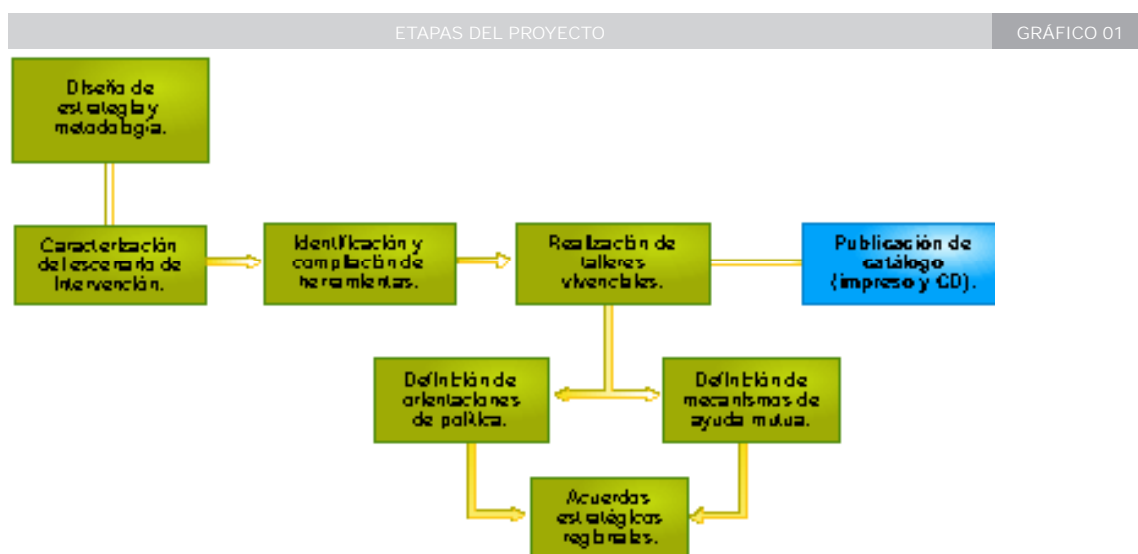 ETAPAS DEL PROYECTO
GRÁFICO 01
Diseño de
estrategia y
metodología.
Caracterización
del escenario de
Intervención.
Identificación y
compilación de
herramientas.
Realización de
talleres
vivenciales.
Publicación de
catálogo
(impreso y CD).
Definición de
orientaciones
de política.
Definición de
mecanismos de
ayuda mutua.
Acuerdos
estratégicos
regionales.